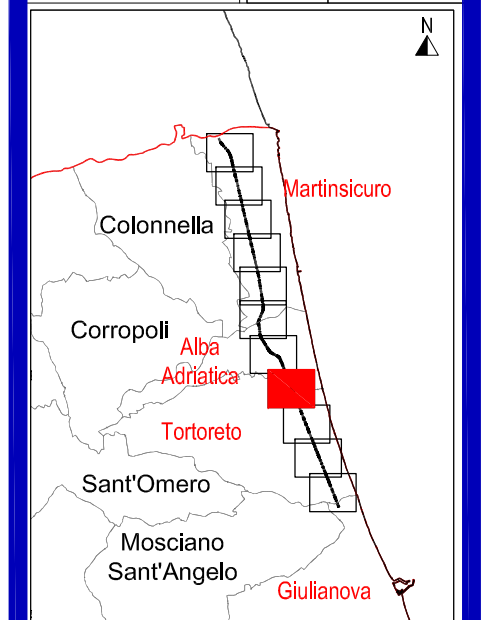 N
Martinsicuro
Colonnella
Corropoli
Alba
Adriatica
Tortoreto
Sant'Omero
Mosciano
Sant'Angelo
Giulianova